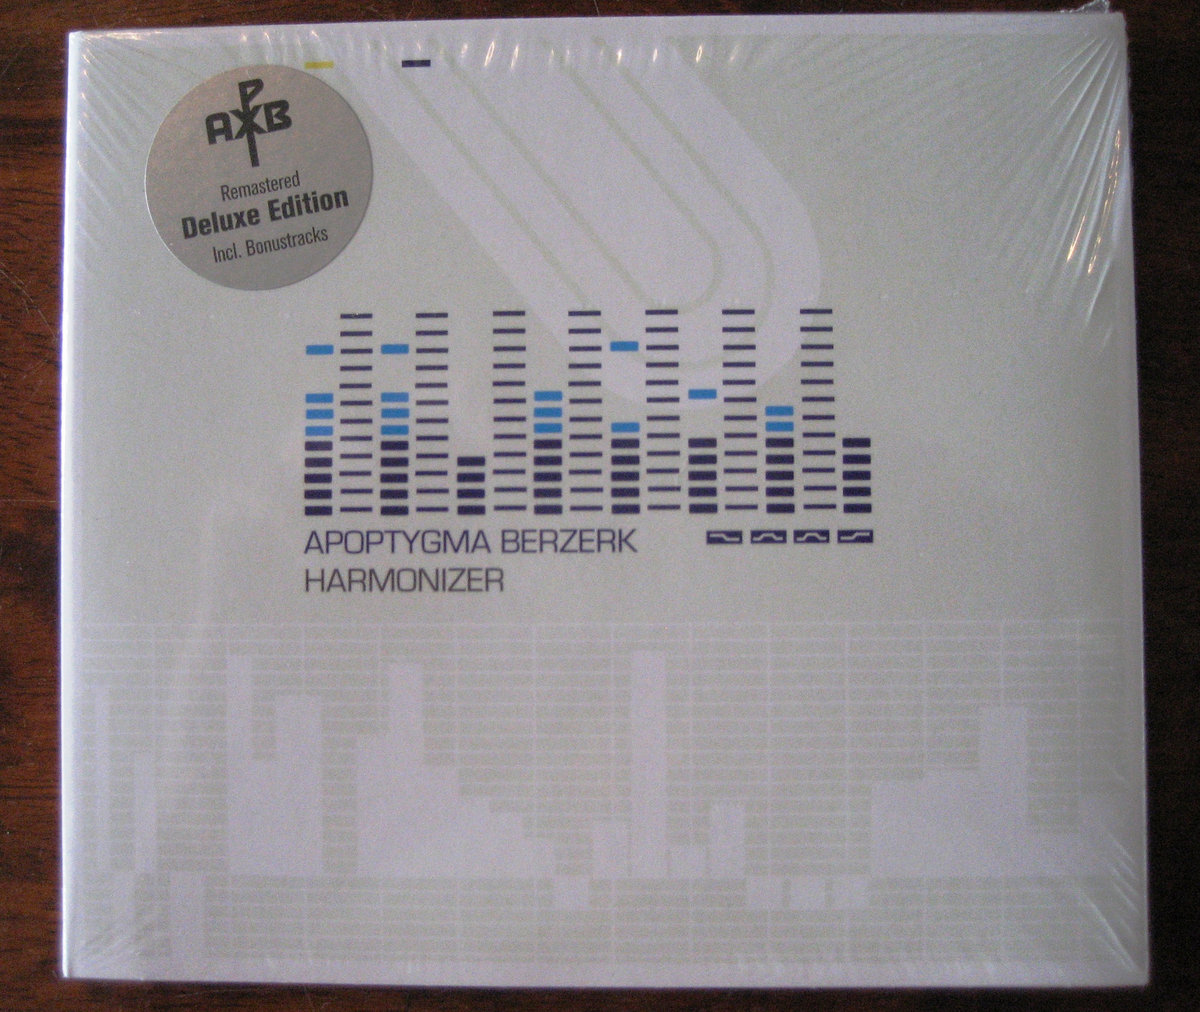 APB
Remastered
Deluxe Edition
Incl. Bonustracks
APOPTYGMA BERZERK
HARMONIZER